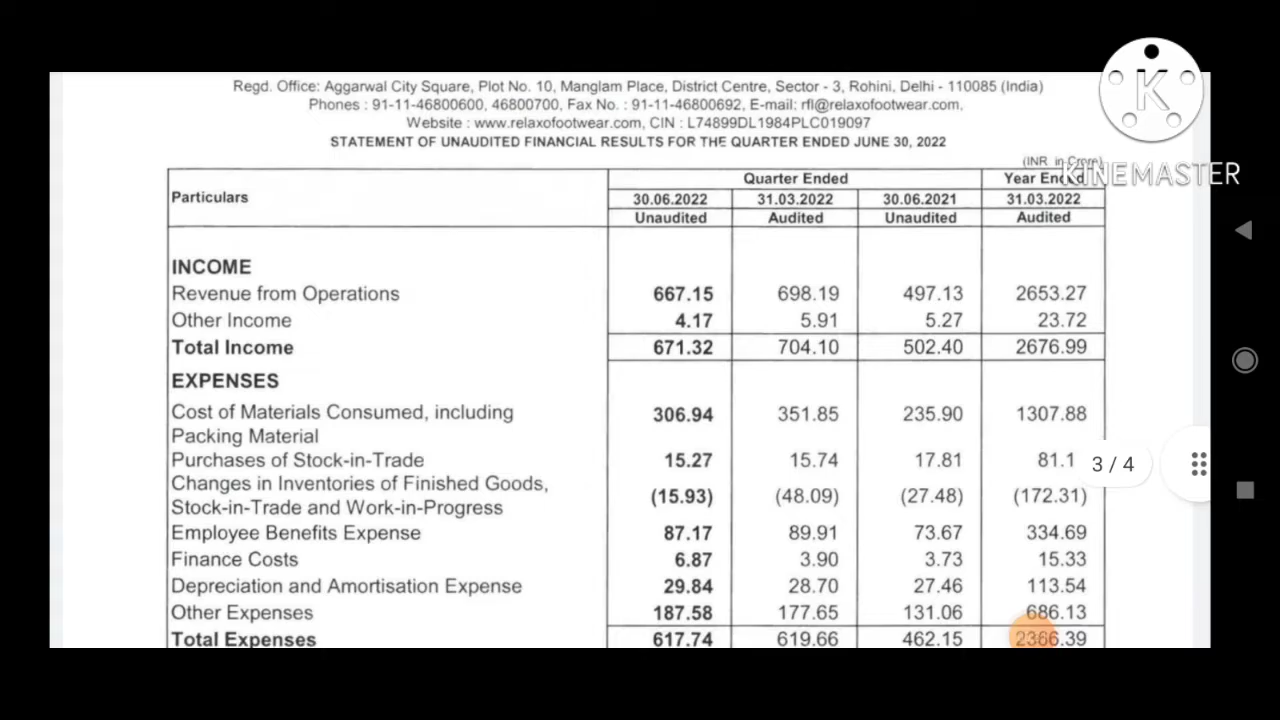 Regd. Office: Aggarwal City Square, Plot No. 10, Manglam Place, District Centre, Sector - 3, Rohini, Delhi - 110085 (India)
Phones : 91-11-46800600, 46800700, Fax No. : 91-11-46800692, E-mail: rfl@relaxofootwear.com,
Website : www.relaxofootwear.com, CIN : L74899DL1984PLC019097
STATEMENT OF UNAUDITED FINANCIAL RESULTS FOR THE QUARTER ENDED JUNE 30, 2022
(INR in Crore)
K
KINEMASTER
Particulars Quarter Ended Year Ended
30.06.2022 31.03.2022 30.06.2021 31.03.2022
Unaudited Audited Unaudited Audited
INCOME
Revenue from Operations 667.15 698.19 497.13 2653.27
Other Income 4.17 5.91 5.27 23.72
Total Income 671.32 704.10 502.40 2676.99
EXPENSES
Cost of Materials Consumed, including 306.94 351.85 235.90 1307.88
Packing Material
Purchases of Stock-in-Trade 15.27 15.74 17.81 81.1
3 / 4
Changes in Inventories of Finished Goods,
Stock-in-Trade and Work-in-Progress (15.93) (48.09) (27.48) (172.31)
Employee Benefits Expense 87.17 89.91 73.67 334.69
Finance Costs 6.87 3.90 3.73 15.33
Depreciation and Amortisation Expense 29.84 28.70 27.46 113.54
Other Expenses 187.58 177.65 131.06 686.13
Total Expenses 617.74 619.66 462.15 2366.39